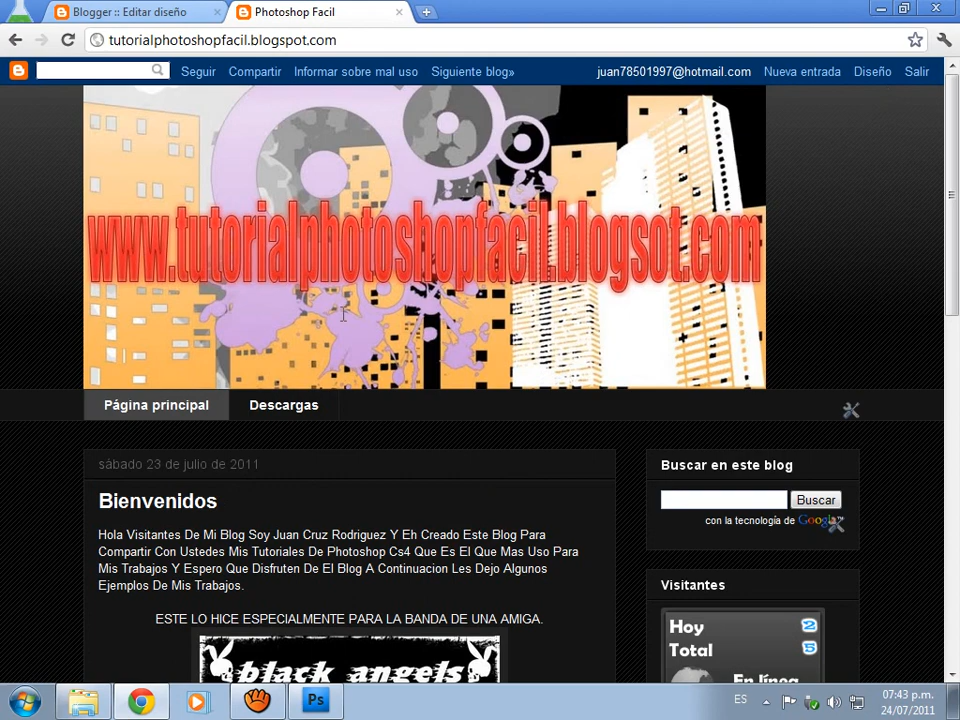 Blogger :: Editar diseño
Photoshop Facil
tutorialphotoshopfacil.blogspot.com
Seguir Compartir Informar sobre mal uso Siguiente blog» juan78501997@hotmail.com Nueva entrada Diseño Salir
www.tutorialphotoshopfacil.blogsot.com
Página principal Descargas
sábado 23 de julio de 2011
Bienvenidos
Hola Visitantes De Mi Blog Soy Juan Cruz Rodriguez Y Eh Creado Este Blog Para
Compartir Con Ustedes Mis Tutoriales De Photoshop Cs4 Que Es El Que Mas Uso Para
Mis Trabajos Y Espero Que Disfruten De El Blog A Continuacion Les Dejo Algunos
Ejemplos De Mis Trabajos.
ESTE LO HICE ESPECIALMENTE PARA LA BANDA DE UNA AMIGA.
black angels
Buscar en este blog
Buscar
con la tecnología de Google™
Visitantes
Hoy 2
Total 5
En línea
Ps
ES
07:43 p.m.
24/07/2011